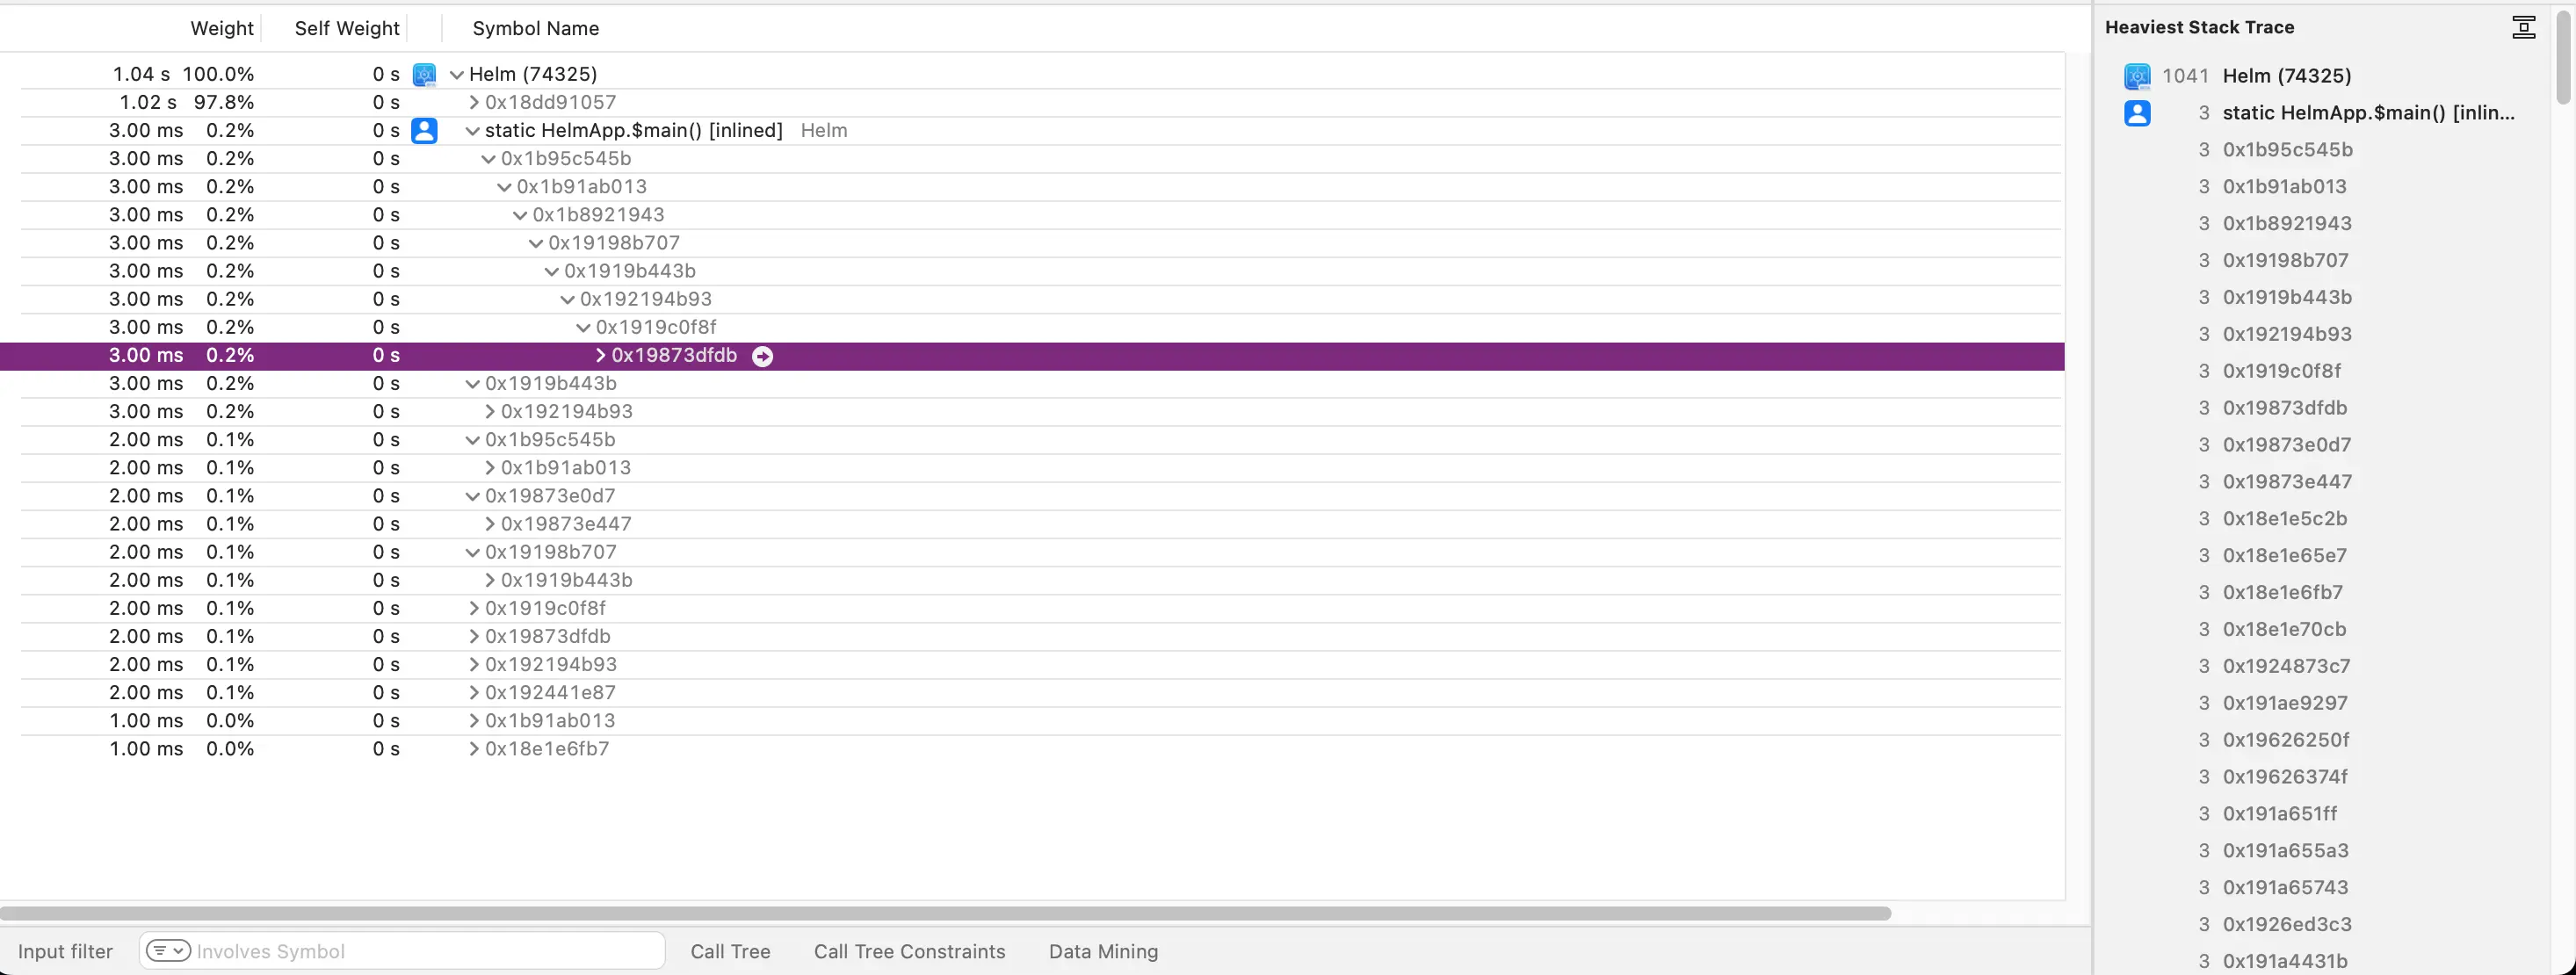 Weight Self Weight Symbol Name
1.04 s 100.0% 0 s Helm (74325)
1.02 s 97.8% 0 s 0x18dd91057
3.00 ms 0.2% 0 s static HelmApp.$main() [inlined] Helm
3.00 ms 0.2% 0 s 0x1b95c545b
3.00 ms 0.2% 0 s 0x1b91ab013
3.00 ms 0.2% 0 s 0x1b8921943
3.00 ms 0.2% 0 s 0x19198b707
3.00 ms 0.2% 0 s 0x1919b443b
3.00 ms 0.2% 0 s 0x192194b93
3.00 ms 0.2% 0 s 0x1919c0f8f
3.00 ms 0.2% 0 s 0x19873dfdb
3.00 ms 0.2% 0 s 0x1919b443b
3.00 ms 0.2% 0 s 0x192194b93
2.00 ms 0.1% 0 s 0x1b95c545b
2.00 ms 0.1% 0 s 0x1b91ab013
2.00 ms 0.1% 0 s 0x19873e0d7
2.00 ms 0.1% 0 s 0x19873e447
2.00 ms 0.1% 0 s 0x19198b707
2.00 ms 0.1% 0 s 0x1919b443b
2.00 ms 0.1% 0 s 0x1919c0f8f
2.00 ms 0.1% 0 s 0x19873dfdb
2.00 ms 0.1% 0 s 0x192194b93
2.00 ms 0.1% 0 s 0x192441e87
1.00 ms 0.0% 0 s 0x1b91ab013
1.00 ms 0.0% 0 s 0x18e1e6fb7
Input filter Involves Symbol Call Tree Call Tree Constraints Data Mining
Heaviest Stack Trace
1041 Helm (74325)
3 static HelmApp.$main() [inlin...
3 0x1b95c545b
3 0x1b91ab013
3 0x1b8921943
3 0x19198b707
3 0x1919b443b
3 0x192194b93
3 0x1919c0f8f
3 0x19873dfdb
3 0x19873e0d7
3 0x19873e447
3 0x18e1e5c2b
3 0x18e1e65e7
3 0x18e1e6fb7
3 0x18e1e70cb
3 0x1924873c7
3 0x191ae9297
3 0x19626250f
3 0x19626374f
3 0x191a651ff
3 0x191a655a3
3 0x191a65743
3 0x1926ed3c3
3 0x191a4431b